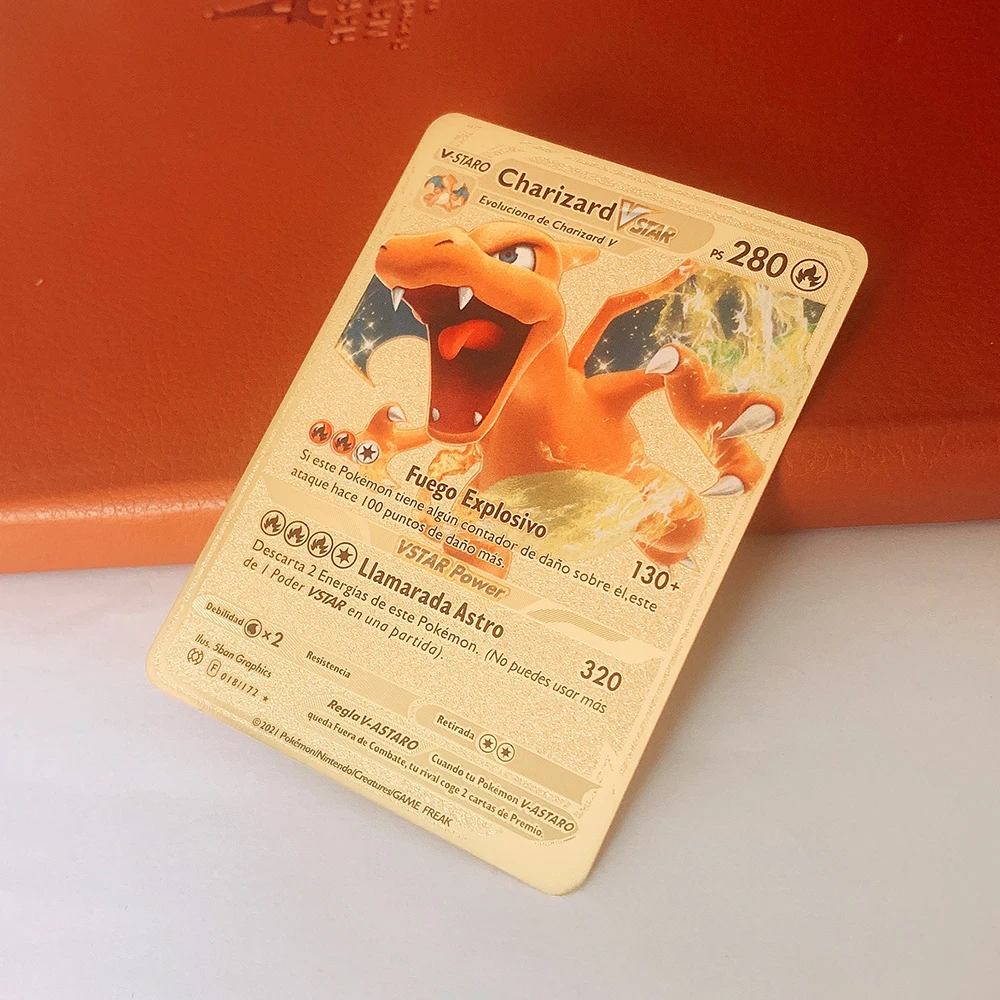 V-STARO
Charizard VSTAR
PS 280
Evoluciona de Charizard V
Fuego Explosivo
130+
Si este Pokémon tiene algún contador de daño sobre él,este
ataque hace 100 puntos de daño más.
VSTAR Power
Llamarada Astro
320
Descarta 2 Energías de este Pokémon. (No puedes usar más
de 1 Poder VSTAR en una partida).
Debilidad ×2
Resistencia
Retirada
Ilus. 5ban Graphics
F 018/172
Regla V-ASTARO
Cuando tu Pokémon V-ASTARO
queda Fuera de Combate, tu rival coge 2 cartas de Premio.
©2021 Pokémon/Nintendo/Creatures/GAME FREAK